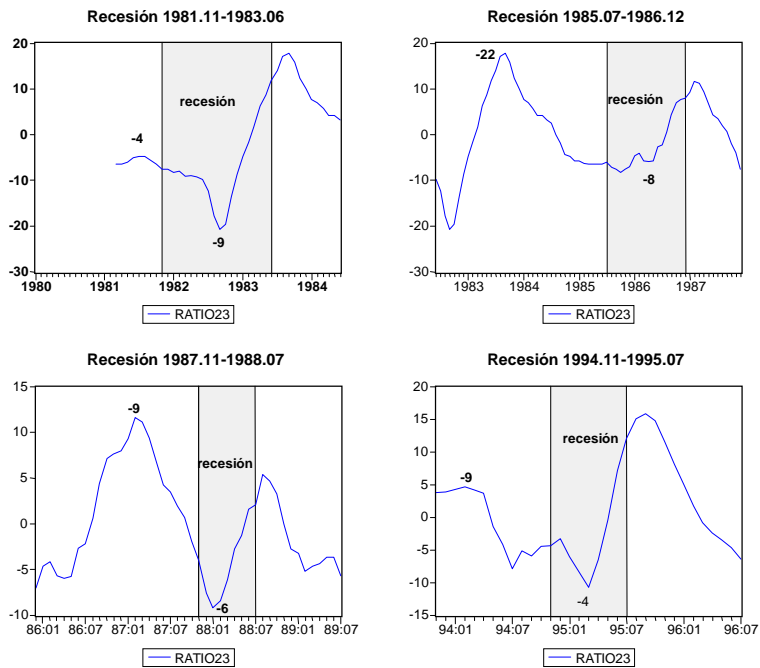 Recesión 1981.11-1983.06
20
10
0
-10
-20
-30
-4
recesión
-9
1980 1981 1982 1983 1984
RATIO23
Recesión 1985.07-1986.12
20
10
0
-10
-20
-30
-22
recesión
-8
1983 1984 1985 1986 1987
RATIO23
Recesión 1987.11-1988.07
15
10
5
0
-5
-10
-9
recesión
-6
86:01 86:07 87:01 87:07 88:01 88:07 89:01 89:07
RATIO23
Recesión 1994.11-1995.07
20
15
10
5
0
-5
-10
-15
-9
recesión
-4
94:01 94:07 95:01 95:07 96:01 96:07
RATIO23